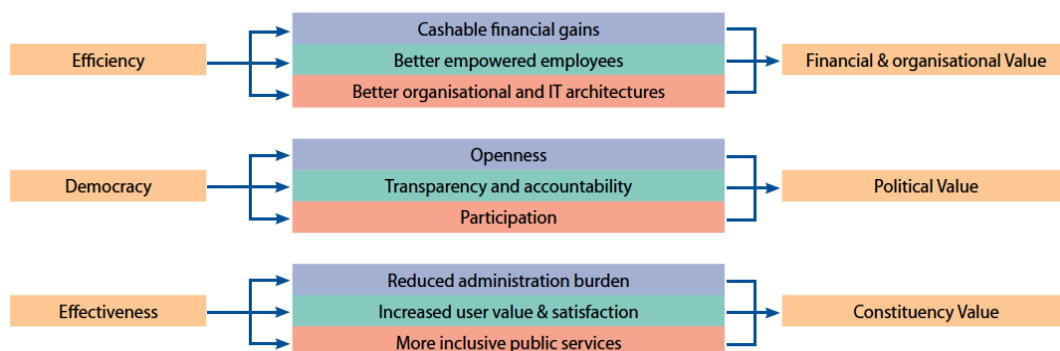 Efficiency
Cashable financial gains
Better empowered employees
Better organisational and IT architectures
Financial & organisational Value
Democracy
Openness
Transparency and accountability
Participation
Political Value
Effectiveness
Reduced administration burden
Increased user value & satisfaction
More inclusive public services
Constituency Value